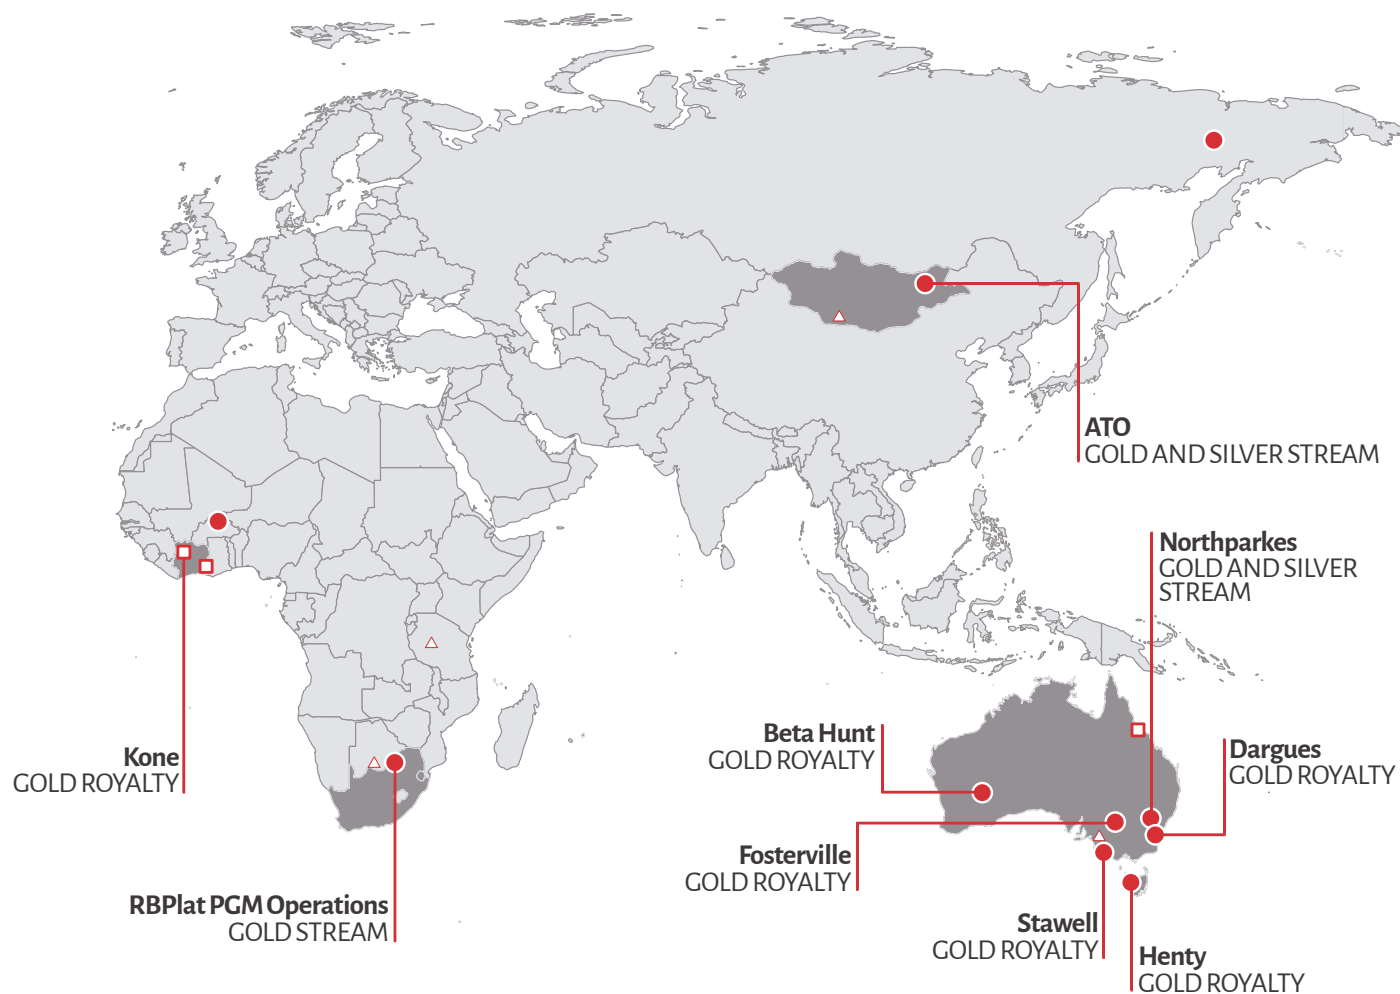 ATO
GOLD AND SILVER STREAM
Northparkes
GOLD AND SILVER
STREAM
Beta Hunt
GOLD ROYALTY
Dargues
GOLD ROYALTY
Kone
GOLD ROYALTY
Fosterville
GOLD ROYALTY
RBPlat PGM Operations
GOLD STREAM
Stawell
GOLD ROYALTY
Henty
GOLD ROYALTY